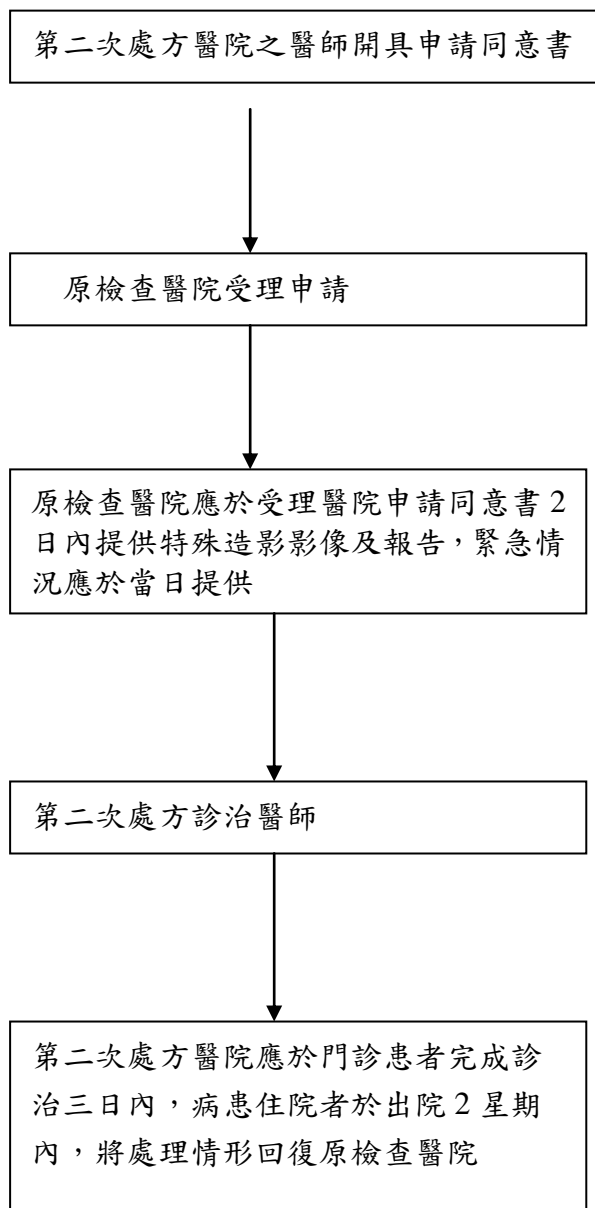 第二次處方醫院之醫師開具申請同意書
原檢查醫院受理申請
原檢查醫院應於受理醫院申請同意書 2
日內提供特殊造影影像及報告，緊急情
況應於當日提供
第二次處方診治醫師
第二次處方醫院應於門診患者完成診
治三日內，病患住院者於出院 2 星期
內，將處理情形回復原檢查醫院